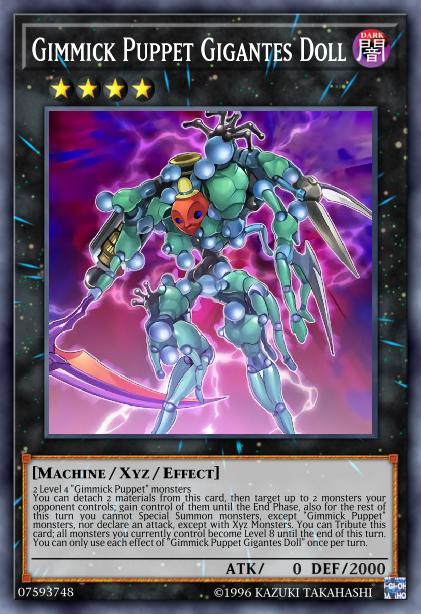 GIMMICK PUPPET GIGANTES DOLL
DARK
闇
[MACHINE / XYZ / EFFECT]
2 Level 4 "Gimmick Puppet" monsters
You can detach 2 materials from this card, then target up to 2 monsters your
opponent controls; gain control of them until the End Phase, also for the rest of
this turn you cannot Special Summon monsters, except "Gimmick Puppet"
monsters, nor declare an attack, except with Xyz Monsters. You can Tribute this
card; all monsters you currently control become Level 8 until the end of this turn.
You can only use each effect of "Gimmick Puppet Gigantes Doll" once per turn.
ATK/ 0 DEF/2000
07593748
©1996 KAZUKI TAKAHASHI